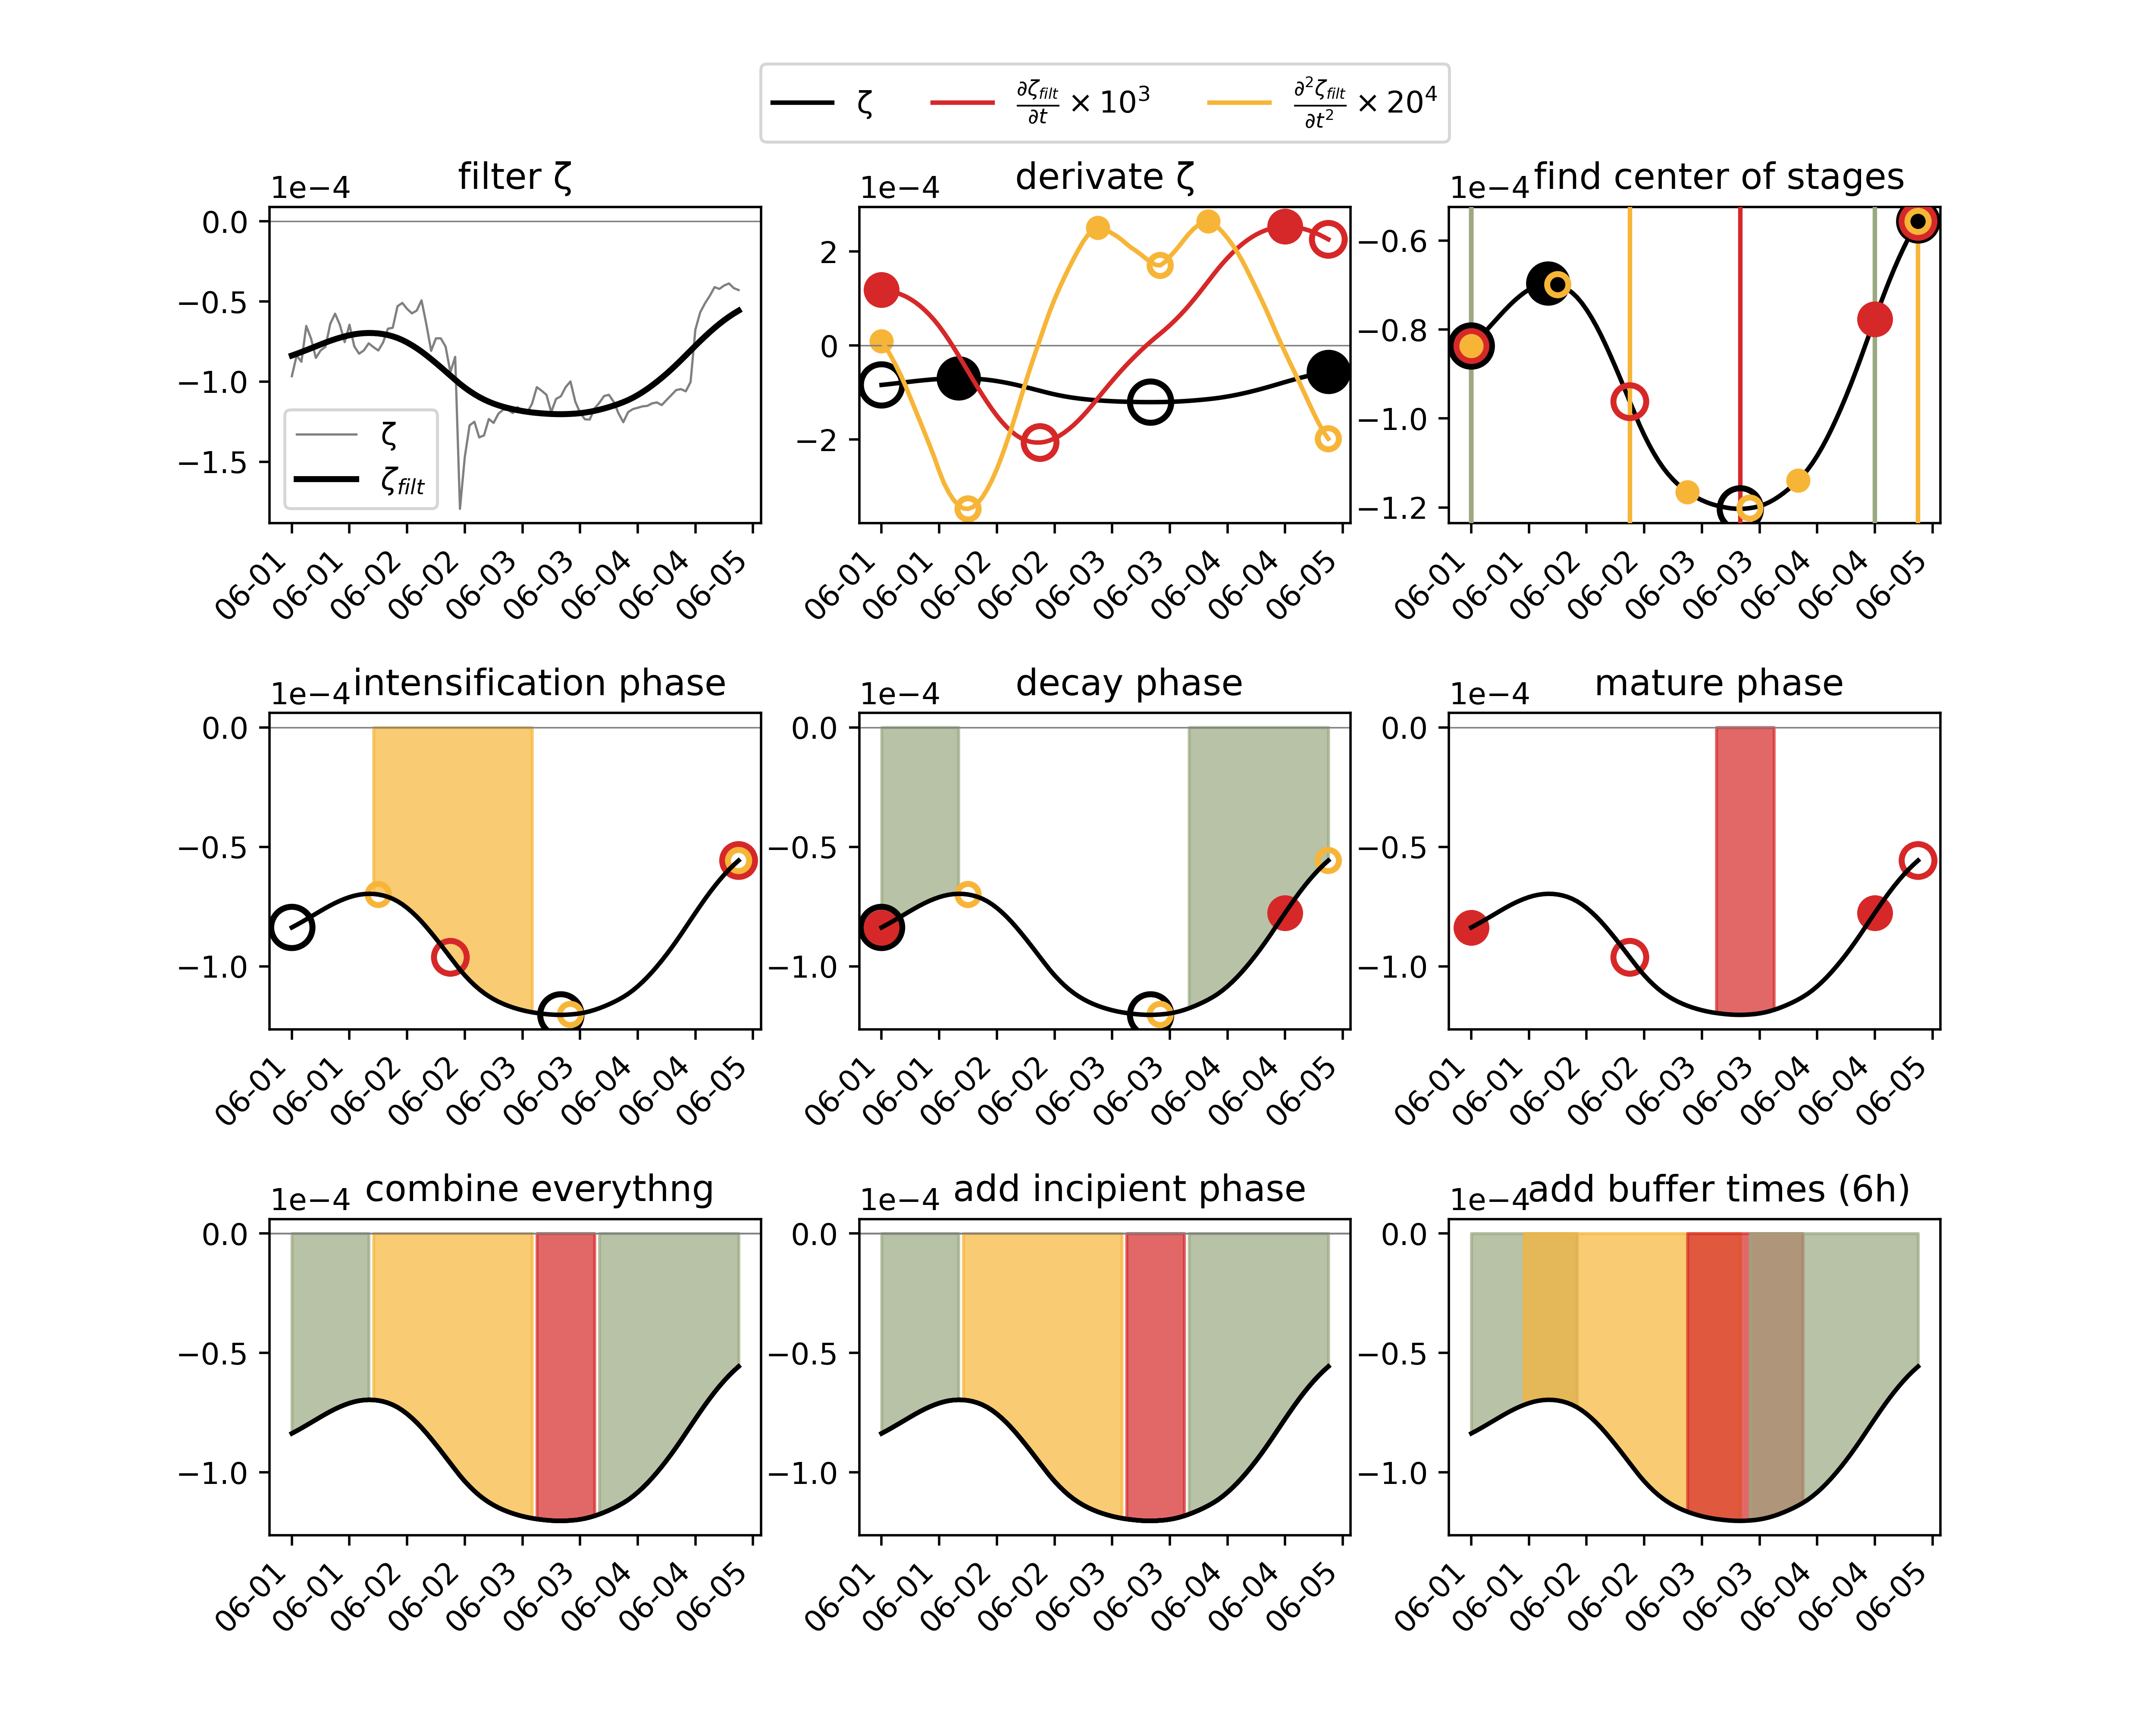 ζ ∂ζ_filt/∂t × 10³ ∂²ζ_filt/∂t² × 20⁴
filter ζ
1e−4
0.0
−0.5
−1.0
−1.5
ζ
ζ_filt
06-01 06-01 06-02 06-02 06-03 06-03 06-04 06-04 06-05
derivate ζ
1e−4
2
0
−2
06-01 06-01 06-02 06-02 06-03 06-03 06-04 06-04 06-05
find center of stages
1e−4
−0.6
−0.8
−1.0
−1.2
06-01 06-01 06-02 06-02 06-03 06-03 06-04 06-04 06-05
intensification phase
1e−4
0.0
−0.5
−1.0
06-01 06-01 06-02 06-02 06-03 06-03 06-04 06-04 06-05
decay phase
1e−4
0.0
−0.5
−1.0
06-01 06-01 06-02 06-02 06-03 06-03 06-04 06-04 06-05
mature phase
1e−4
0.0
−0.5
−1.0
06-01 06-01 06-02 06-02 06-03 06-03 06-04 06-04 06-05
combine everythng
1e−4
0.0
−0.5
−1.0
06-01 06-01 06-02 06-02 06-03 06-03 06-04 06-04 06-05
add incipient phase
1e−4
0.0
−0.5
−1.0
06-01 06-01 06-02 06-02 06-03 06-03 06-04 06-04 06-05
add buffer times (6h)
1e−4
0.0
−0.5
−1.0
06-01 06-01 06-02 06-02 06-03 06-03 06-04 06-04 06-05